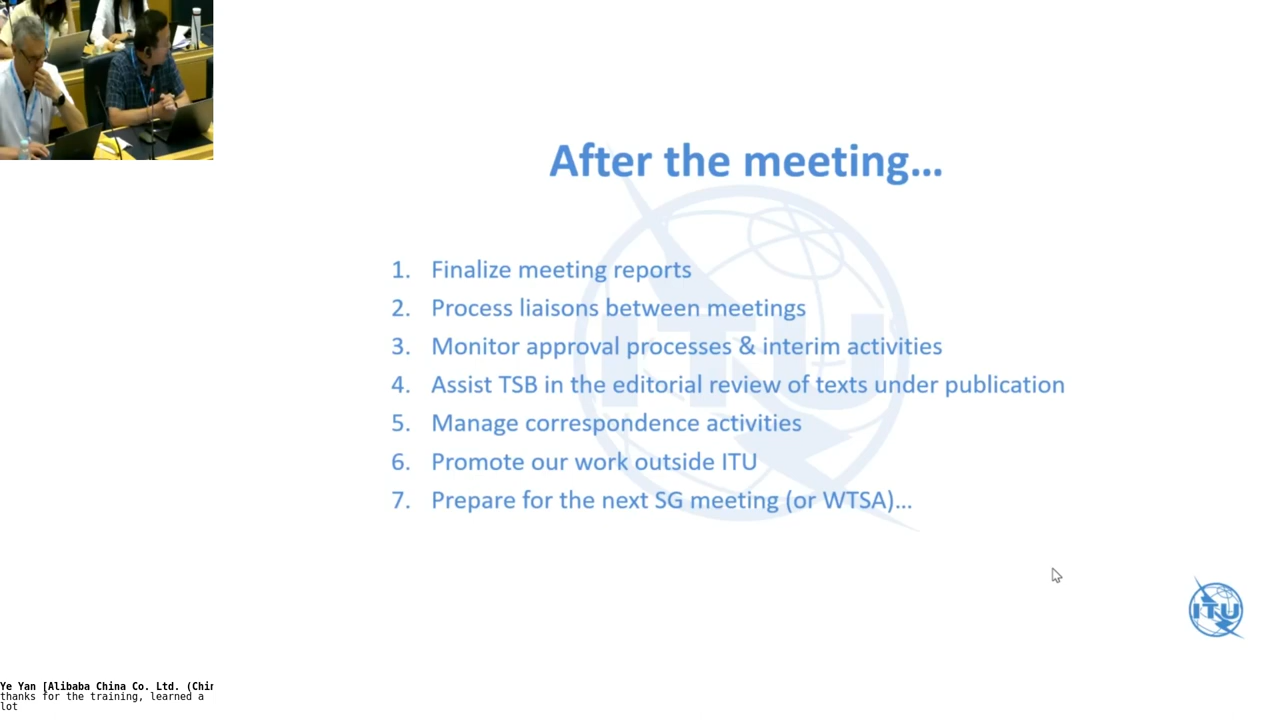 After the meeting...
1. Finalize meeting reports
2. Process liaisons between meetings
3. Monitor approval processes & interim activities
4. Assist TSB in the editorial review of texts under publication
5. Manage correspondence activities
6. Promote our work outside ITU
7. Prepare for the next SG meeting (or WTSA)...
ITU
ITU
Ye Yan [Alibaba China Co. Ltd. (Chin
thanks for the training, learned a
lot